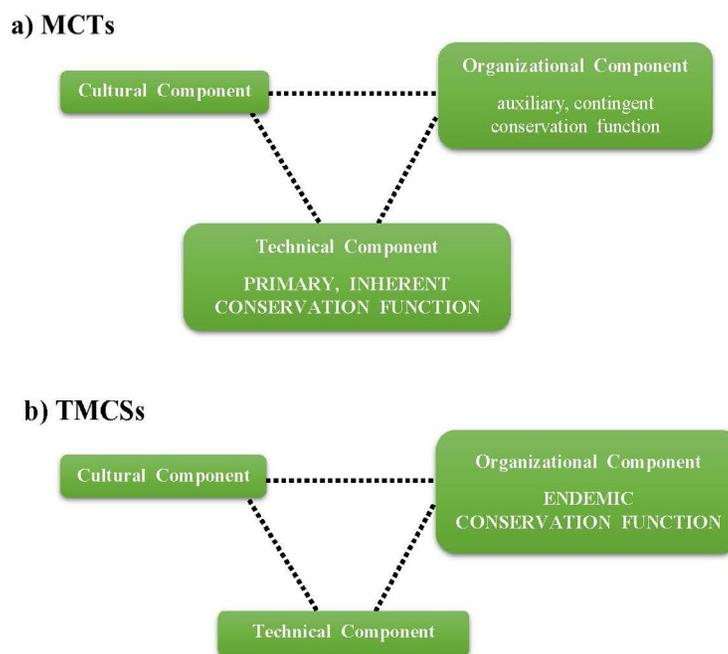 a) MCTs
Cultural Component
Organizational Component
auxiliary, contingent
conservation function
Technical Component
PRIMARY, INHERENT
CONSERVATION FUNCTION
b) TMCSs
Cultural Component
Organizational Component
ENDEMIC
CONSERVATION FUNCTION
Technical Component